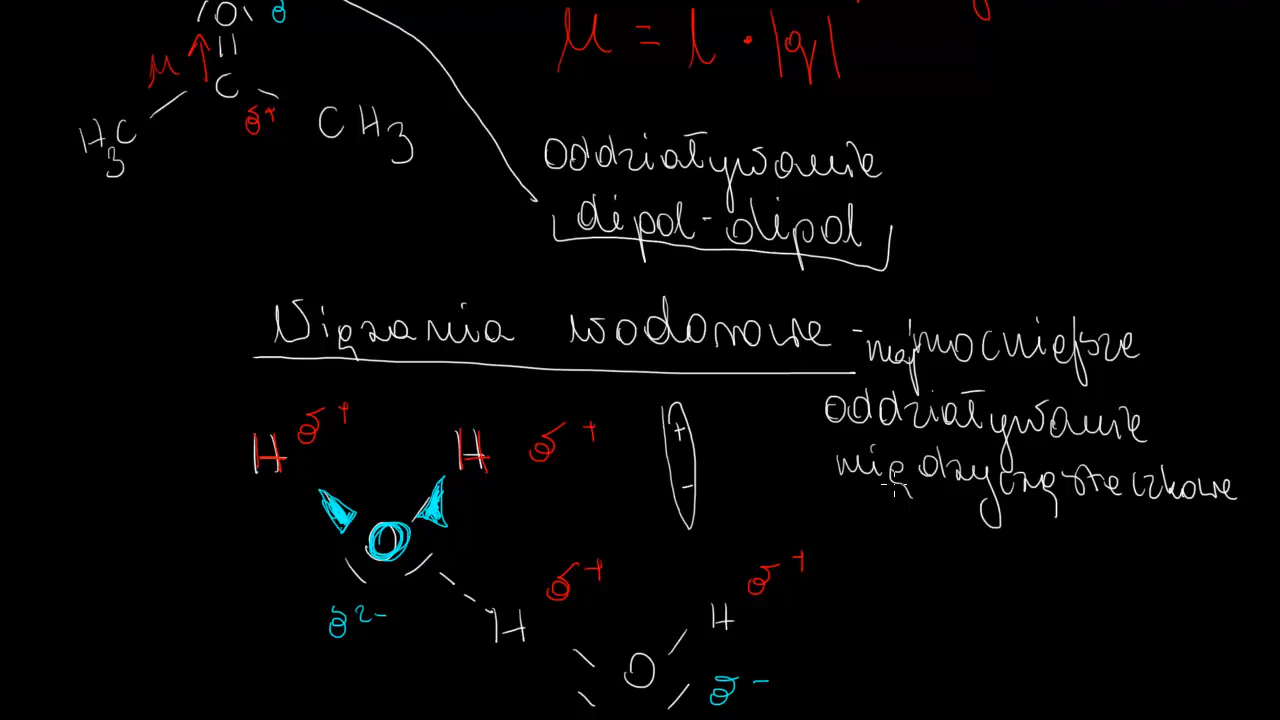 O δ
μ = l · |q|
μ
C
δ+
H3C
CH3
oddziaływanie
dipol-dipol
Wiązania wodorowe - najmocniejsze
oddziaływanie
międzycząsteczkowe
H δ+ H δ+ +
-
O
δ2-
H δ+ H δ+
O δ-